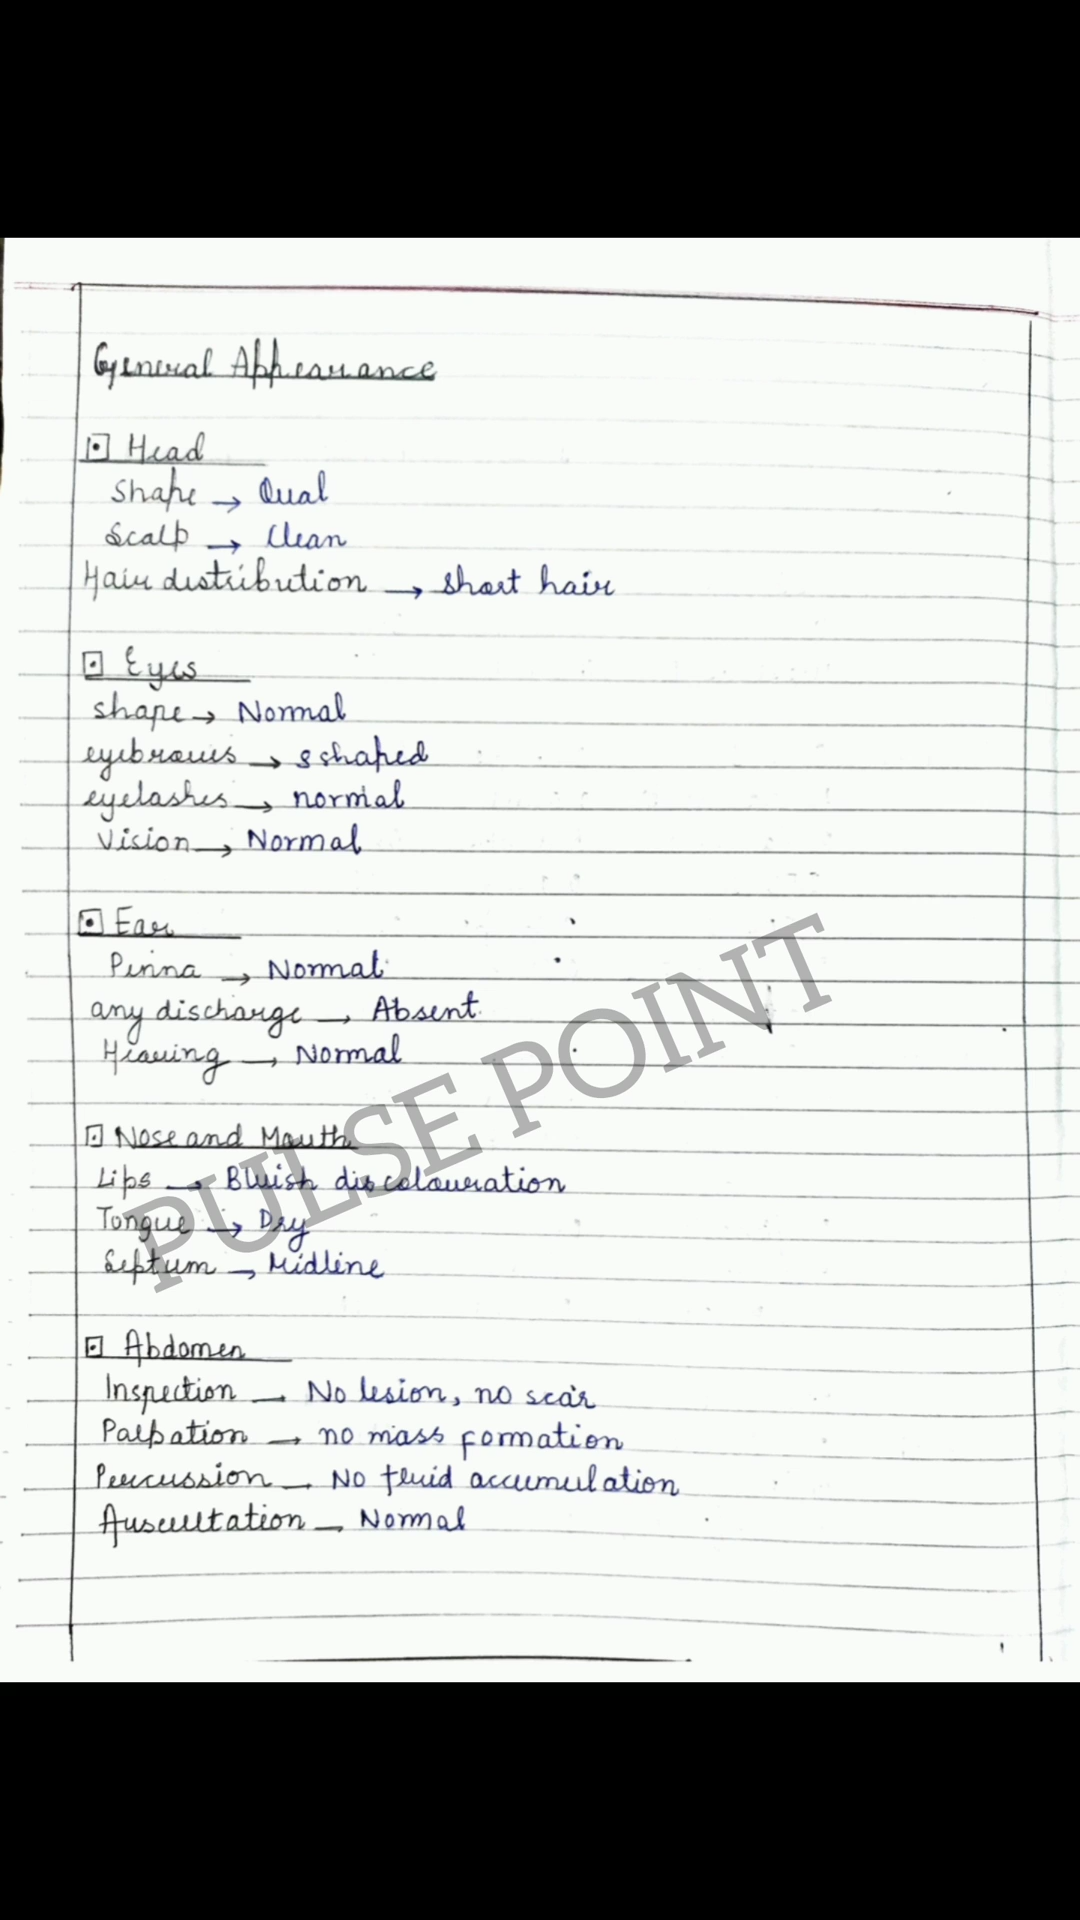 General Appearance
Head
Shape → Oval
Scalp → Clean
Hair distribution → short hair
Eyes
shape → Normal
eyebrows → s shaped
eyelashes → normal
Vision → Normal
Ear
Pinna → Normal
any discharge → Absent
Hearing → Normal
Nose and Mouth
Lips → Bluish discolouration
Tongue → Dry
Septum → Midline
Abdomen
Inspection → No lesion, no scar
Palpation → no mass formation
Percussion → No fluid accumulation
Auscultation → Normal
PULSE POINT